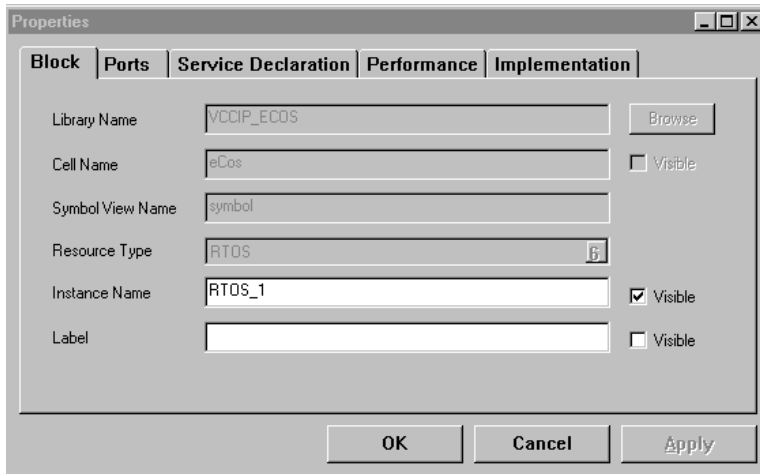 Properties
Block Ports Service Declaration Performance Implementation
Library Name VCCIP_ECOS Browse
Cell Name eCos Visible
Symbol View Name symbol
Resource Type RTOS 6
Instance Name RTOS_1 Visible
Label Visible
OK Cancel Apply